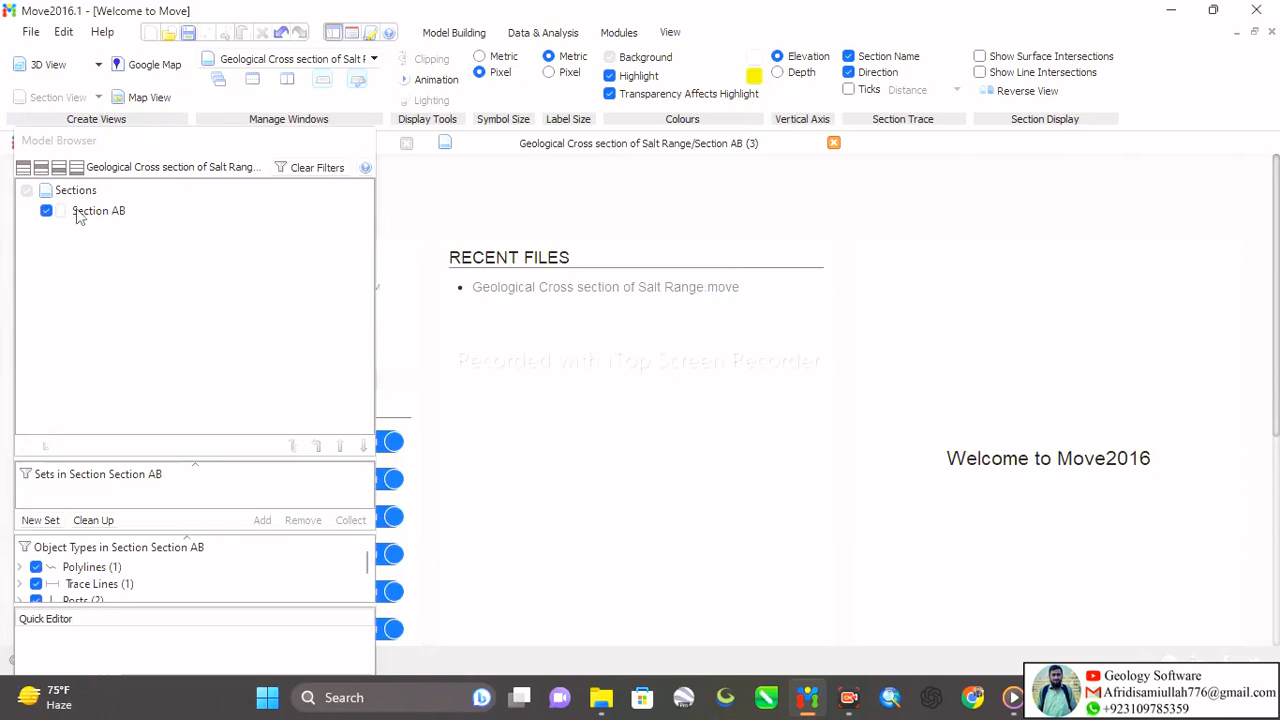 Move2016.1 - [Welcome to Move]
File Edit Help Model Building Data & Analysis Modules View
3D View Google Map Geological Cross section of Salt F Clipping Metric Pixel Metric Pixel Background Elevation Section Name Show Surface Intersections
Animation Highlight Depth Direction Show Line Intersections
Section View Map View Lighting Transparency Affects Highlight Ticks Distance Reverse View
Create Views Manage Windows Display Tools Symbol Size Label Size Colours Vertical Axis Section Trace Section Display
Model Browser
Geological Cross section of Salt Range/Section AB (3)
Geological Cross section of Salt Rang... Clear Filters
Sections
Section AB
RECENT FILES
Geological Cross section of Salt Range.move
Recorded with iTop Screen Recorder
Welcome to Move2016
Sets in Section Section AB
New Set Clean Up Add Remove Collect
Object Types in Section Section AB
Polylines (1)
Trace Lines (1)
Posts (2)
Quick Editor
75°F
Haze
Search
Geology Software
Afridisamiullah776@gmail.com
+923109785359